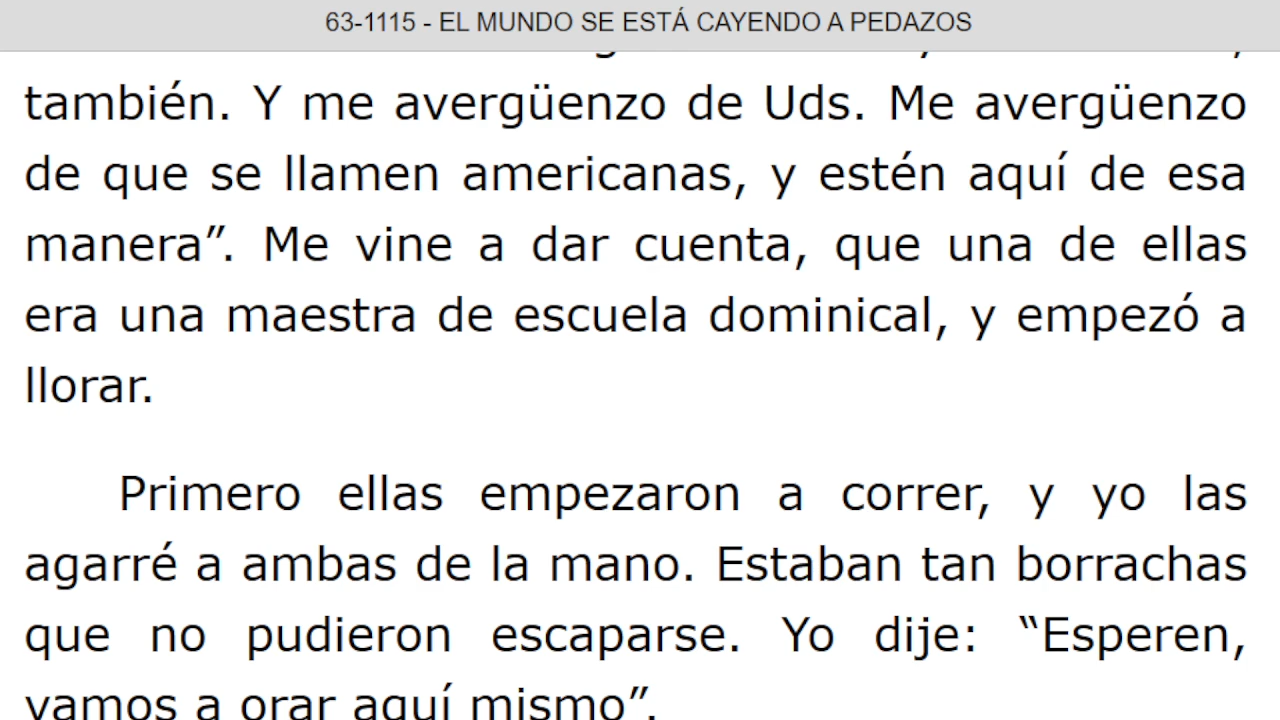 63-1115 - EL MUNDO SE ESTÁ CAYENDO A PEDAZOS
también. Y me avergüenzo de Uds. Me avergüenzo
de que se llamen americanas, y estén aquí de esa
manera”. Me vine a dar cuenta, que una de ellas
era una maestra de escuela dominical, y empezó a
llorar.
Primero ellas empezaron a correr, y yo las
agarré a ambas de la mano. Estaban tan borrachas
que no pudieron escaparse. Yo dije: “Esperen,
vamos a orar aquí mismo”.